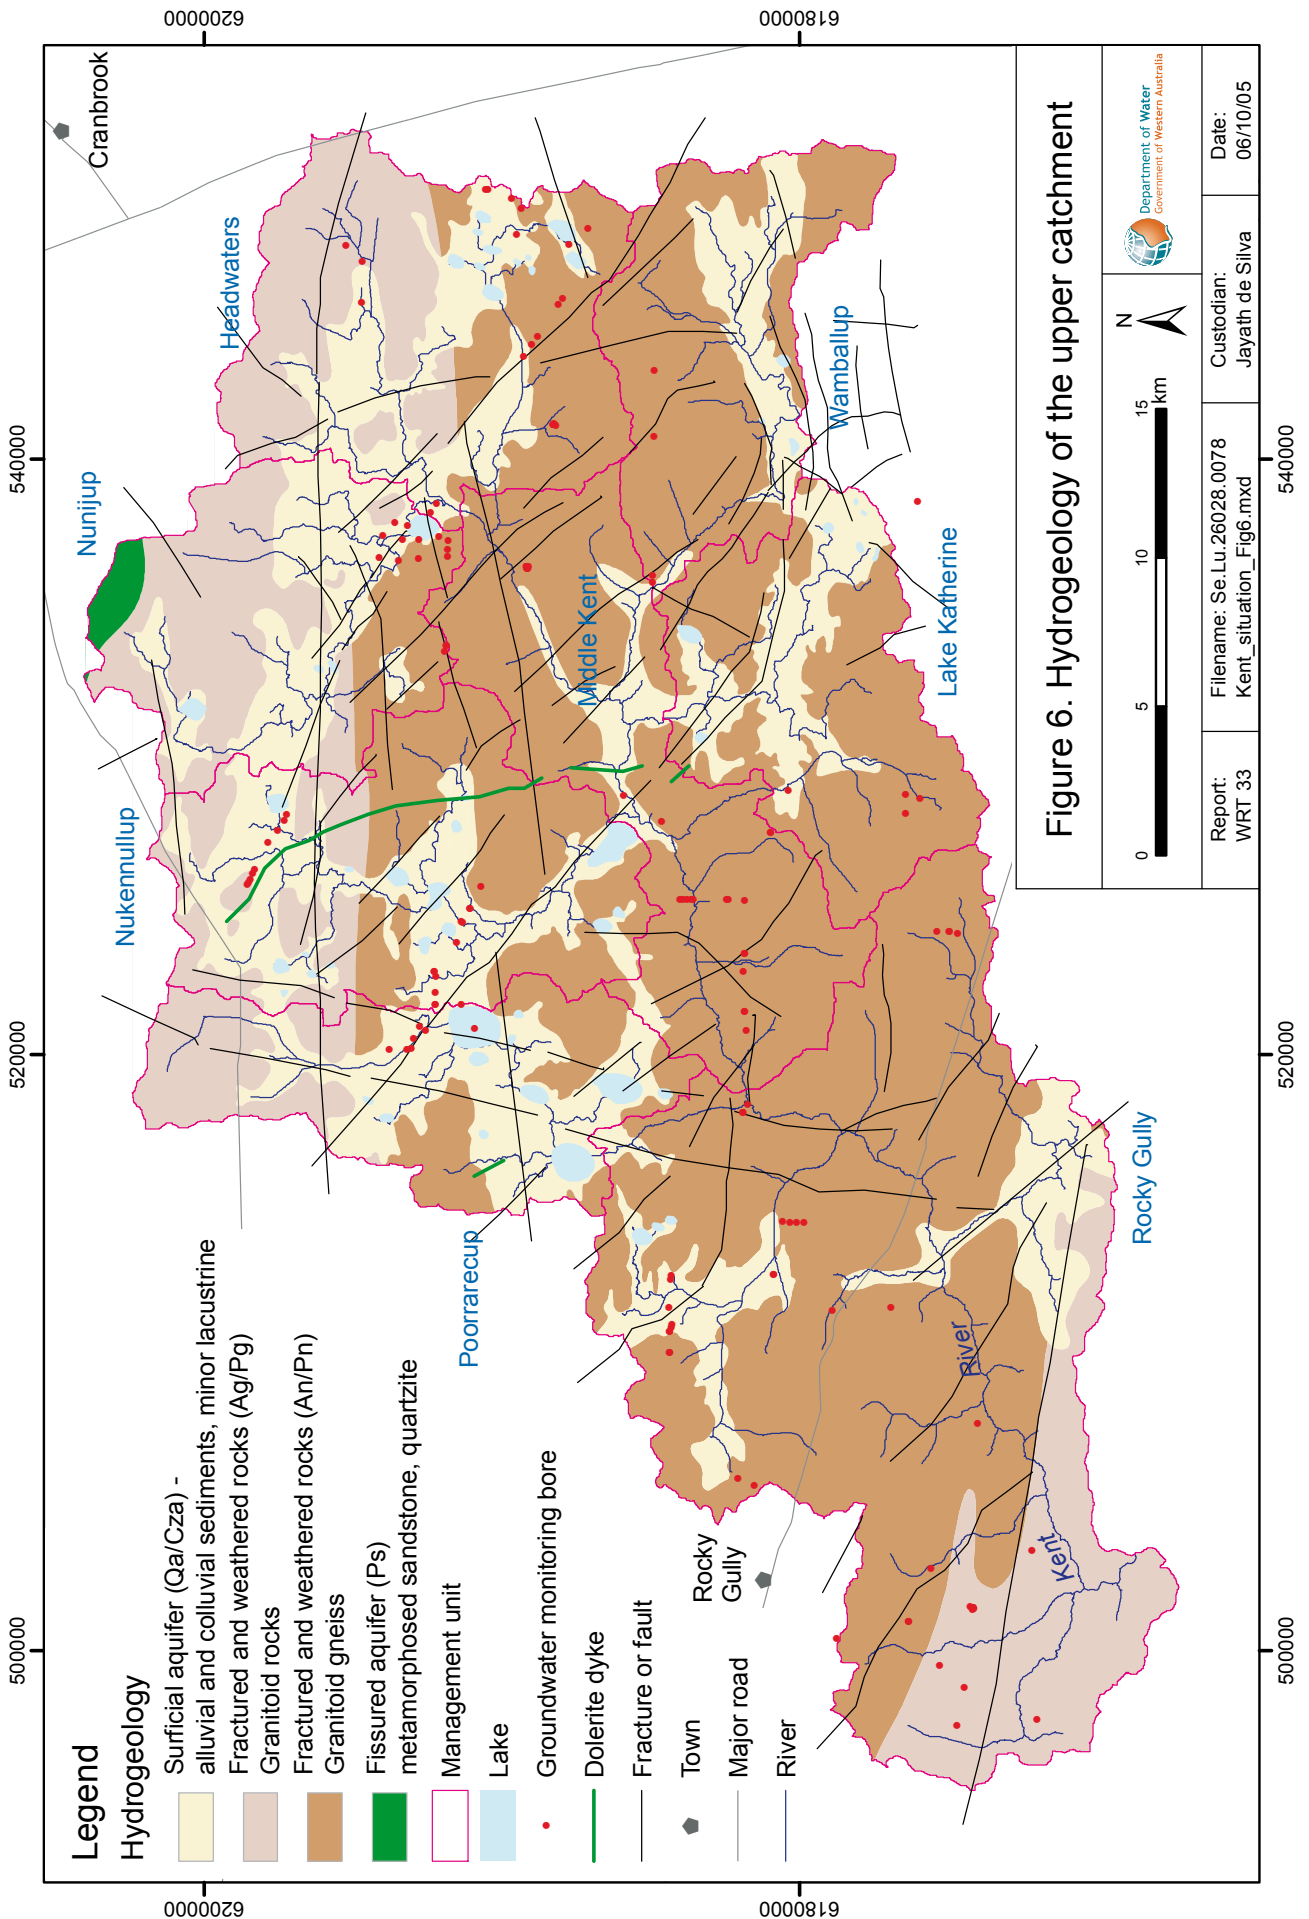 Legend
Hydrogeology
Surficial aquifer (Qa/Cza) -
alluvial and colluvial sediments, minor lacustrine
Fractured and weathered rocks (Ag/Pg)
Granitoid rocks
Fractured and weathered rocks (An/Pn)
Granitoid gneiss
Fissured aquifer (Ps)
metamorphosed sandstone, quartzite
Management unit
Lake
Groundwater monitoring bore
Dolerite dyke
Fracture or fault
Town
Major road
River
500000
520000
540000
6200000
6200000
6180000
6180000
500000
520000
540000
Cranbrook
Nunijup
Headwaters
Nukennullup
Poorrarecup
Middle Kent
Wamballup
Lake Katherine
Rocky Gully
Rocky
Gully
River
Kent
Figure 6. Hydrogeology of the upper catchment
0
5
10
15
km
N
Department of Water
Government of Western Australia
Report:
WRT 33
Filename: Se.Lu.26028.0078
Kent_situation_Fig6.mxd
Custodian:
Jayath de Silva
Date:
06/10/05